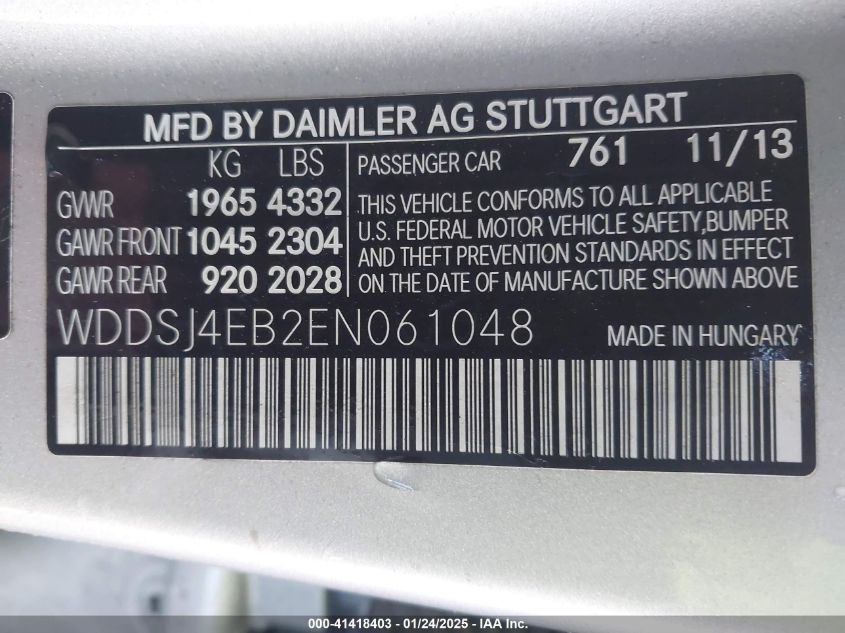 MFD BY DAIMLER AG STUTTGART
KG LBS
GVWR 1965 4332
GAWR FRONT 1045 2304
GAWR REAR 920 2028
PASSENGER CAR 761 11/13
THIS VEHICLE CONFORMS TO ALL APPLICABLE
U.S. FEDERAL MOTOR VEHICLE SAFETY,BUMPER
AND THEFT PREVENTION STANDARDS IN EFFECT
ON THE DATE OF MANUFACTURE SHOWN ABOVE
WDDSJ4EB2EN061048 MADE IN HUNGARY
000-41418403 - 01/24/2025 - IAA Inc.